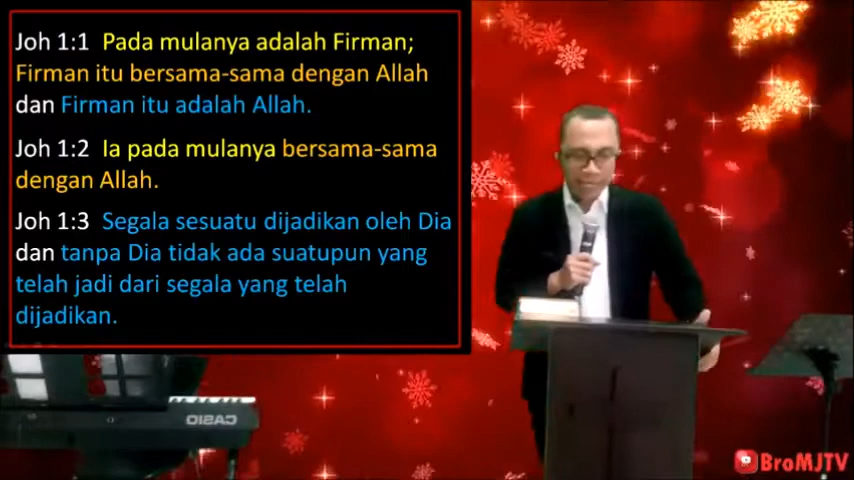 Joh 1:1 Pada mulanya adalah Firman;
Firman itu bersama-sama dengan Allah
dan Firman itu adalah Allah.
Joh 1:2 Ia pada mulanya bersama-sama
dengan Allah.
Joh 1:3 Segala sesuatu dijadikan oleh Dia
dan tanpa Dia tidak ada suatupun yang
telah jadi dari segala yang telah
dijadikan.
CASIO
BroMJTV